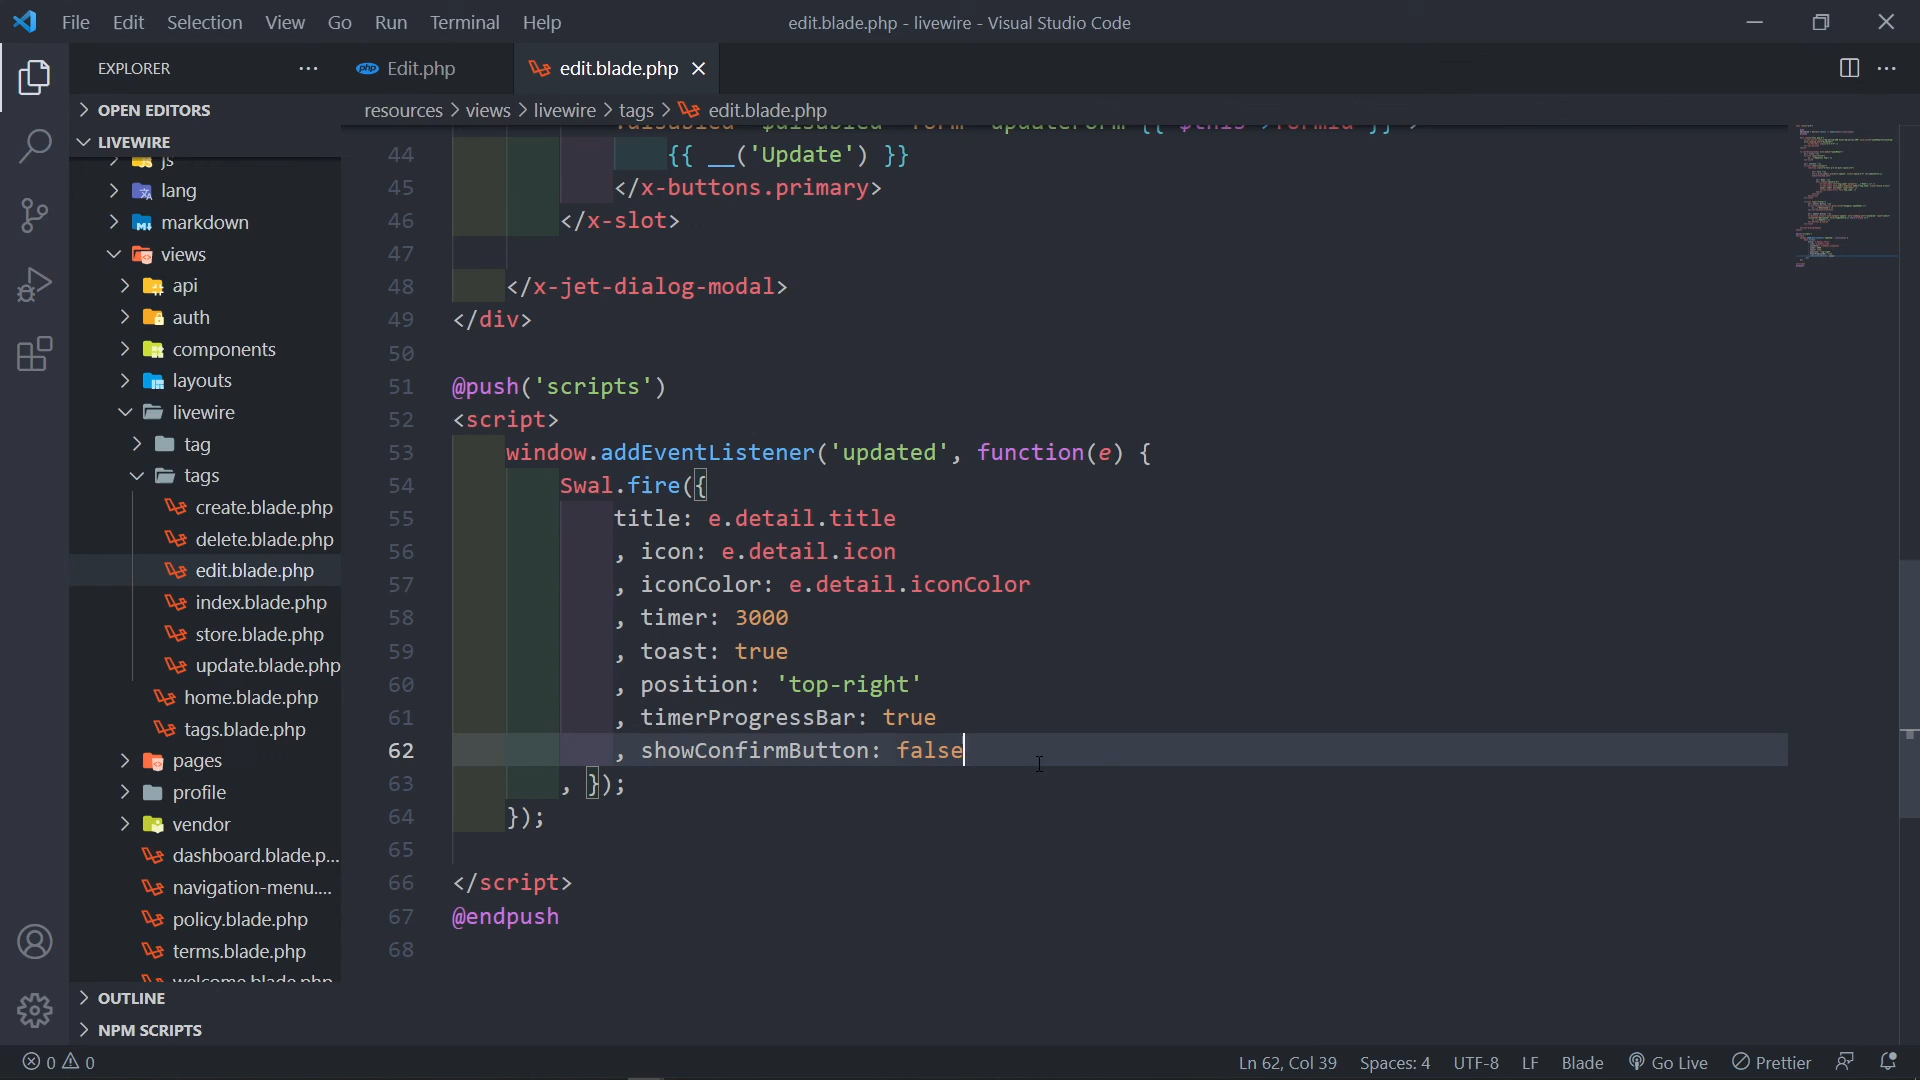 File Edit Selection View Go Run Terminal Help
edit.blade.php - livewire - Visual Studio Code
EXPLORER
OPEN EDITORS
LIVEWIRE
js
lang
markdown
views
api
auth
components
layouts
livewire
tag
tags
create.blade.php
delete.blade.php
edit.blade.php
index.blade.php
store.blade.php
update.blade.php
home.blade.php
tags.blade.php
pages
profile
vendor
dashboard.blade.p...
navigation-menu....
policy.blade.php
terms.blade.php
welcome.blade.php
OUTLINE
NPM SCRIPTS
php Edit.php
edit.blade.php
resources > views > livewire > tags > edit.blade.php
44 {{ __('Update') }}
45 </x-buttons.primary>
46 </x-slot>
47
48 </x-jet-dialog-modal>
49 </div>
50
51 @push('scripts')
52 <script>
53 window.addEventListener('updated', function(e) {
54 Swal.fire({
55 title: e.detail.title
56 , icon: e.detail.icon
57 , iconColor: e.detail.iconColor
58 , timer: 3000
59 , toast: true
60 , position: 'top-right'
61 , timerProgressBar: true
62 , showConfirmButton: false
63 , });
64 });
65
66 </script>
67 @endpush
68
0 0
Ln 62, Col 39 Spaces: 4 UTF-8 LF Blade Go Live Prettier